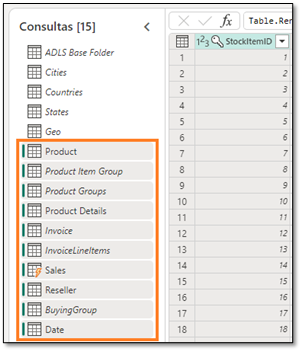 Consultas [15]
ADLS Base Folder
Cities
Countries
States
Geo
Product
Product Item Group
Product Groups
Product Details
Invoice
InvoiceLineItems
Sales
Reseller
BuyingGroup
Date
fx Table.Ren
1²3 StockItemID
1 1
2 2
3 3
4 4
5 5
6 6
7 7
8 8
9 9
10 10
11 11
12 12
13 13
14 14
15 15
16 16
17 17
18 18